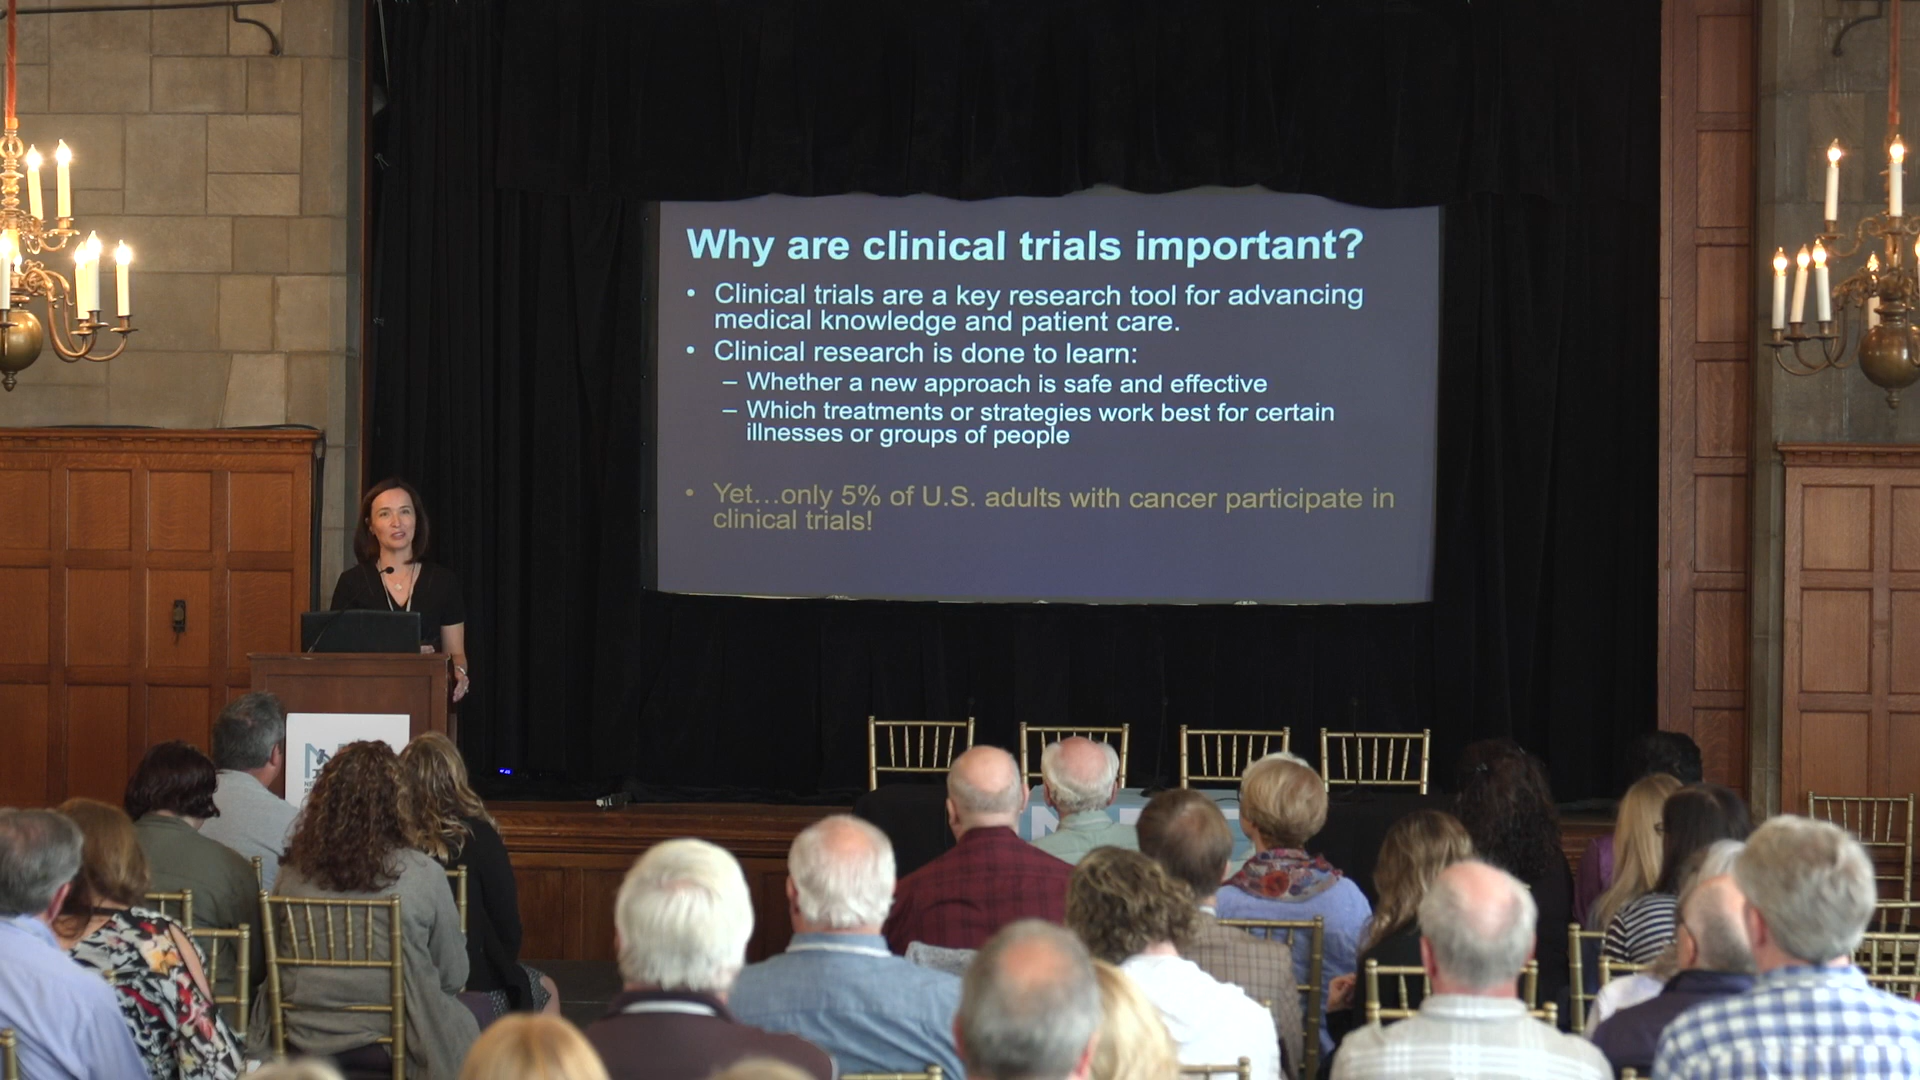 Why are clinical trials important?
• Clinical trials are a key research tool for advancing
medical knowledge and patient care.
• Clinical research is done to learn:
– Whether a new approach is safe and effective
– Which treatments or strategies work best for certain
illnesses or groups of people
• Yet…only 5% of U.S. adults with cancer participate in
clinical trials!